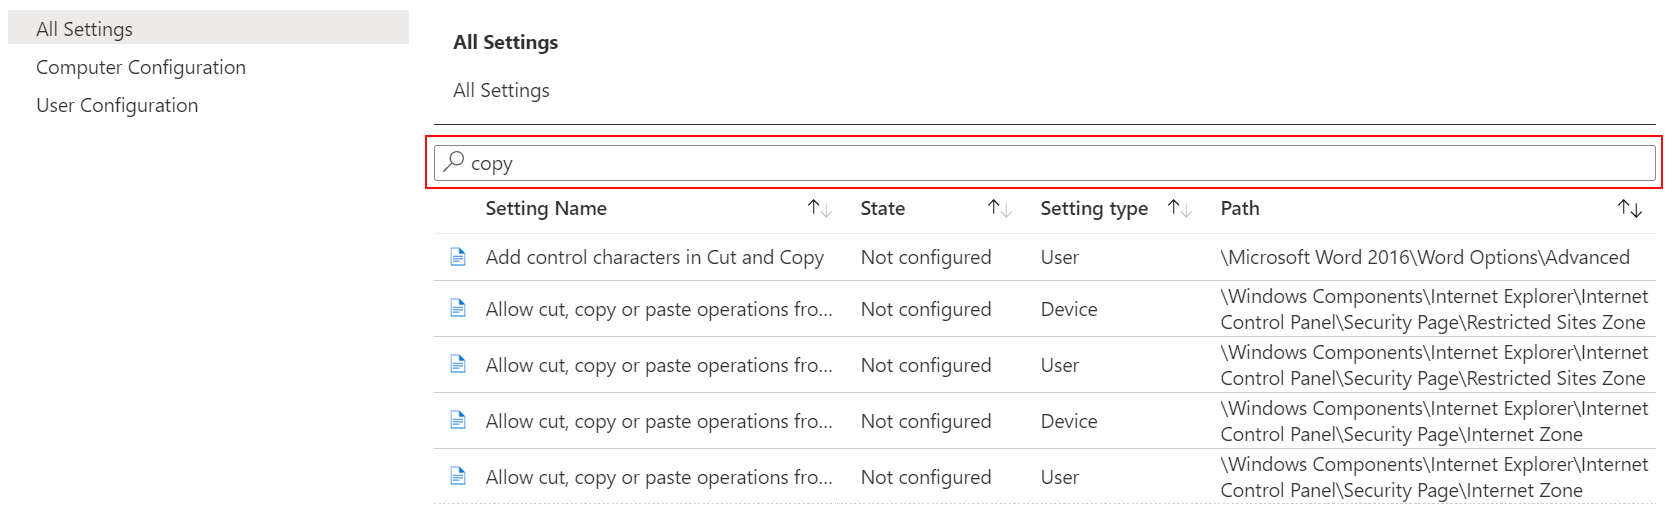 All Settings
Computer Configuration
User Configuration
All Settings
All Settings
copy
Setting Name State Setting type Path
Add control characters in Cut and Copy Not configured User \Microsoft Word 2016\Word Options\Advanced
Allow cut, copy or paste operations fro... Not configured Device \Windows Components\Internet Explorer\Internet
Control Panel\Security Page\Restricted Sites Zone
Allow cut, copy or paste operations fro... Not configured User \Windows Components\Internet Explorer\Internet
Control Panel\Security Page\Restricted Sites Zone
Allow cut, copy or paste operations fro... Not configured Device \Windows Components\Internet Explorer\Internet
Control Panel\Security Page\Internet Zone
Allow cut, copy or paste operations fro... Not configured User \Windows Components\Internet Explorer\Internet
Control Panel\Security Page\Internet Zone